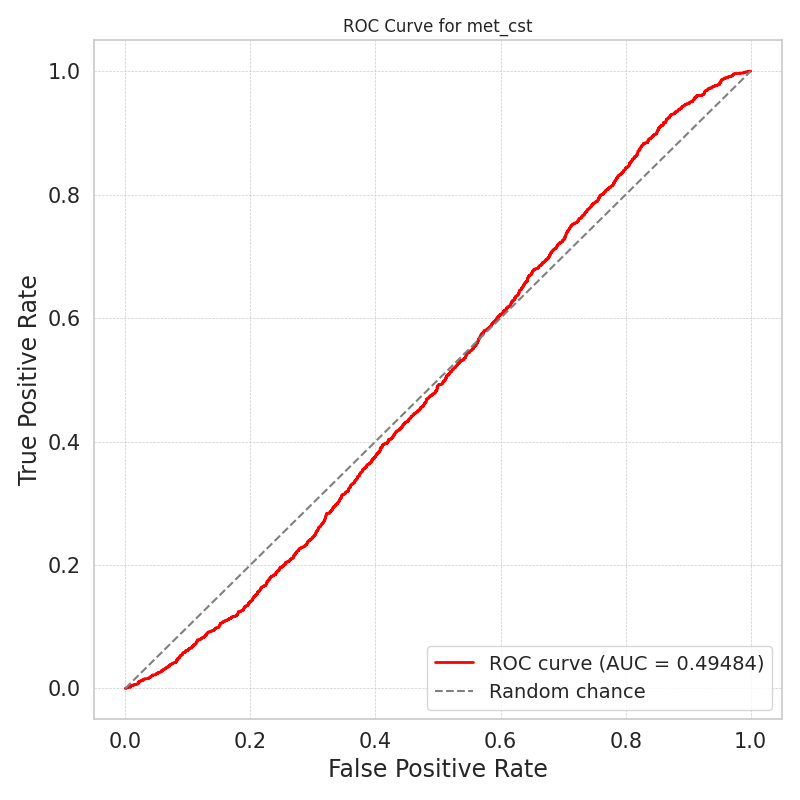 ROC Curve for met_cst
1.0
0.8
0.6
0.4
0.2
0.0
True Positive Rate
ROC curve (AUC = 0.49484)
Random chance
0.0 0.2 0.4 0.6 0.8 1.0
False Positive Rate